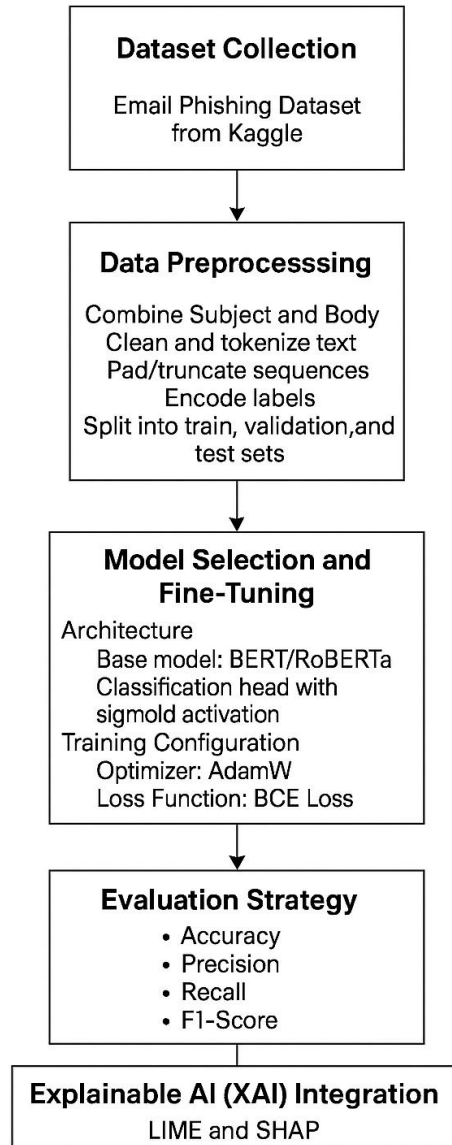 Dataset Collection
Email Phishing Dataset
from Kaggle
Data Preprocesssing
Combine Subject and Body
Clean and tokenize text
Pad/truncate sequences
Encode labels
Split into train, validation,and
test sets
Model Selection and
Fine-Tuning
Architecture
Base model: BERT/RoBERTa
Classification head with
sigmold activation
Training Configuration
Optimizer: AdamW
Loss Function: BCE Loss
Evaluation Strategy
• Accuracy
• Precision
• Recall
• F1-Score
Explainable AI (XAI) Integration
LIME and SHAP